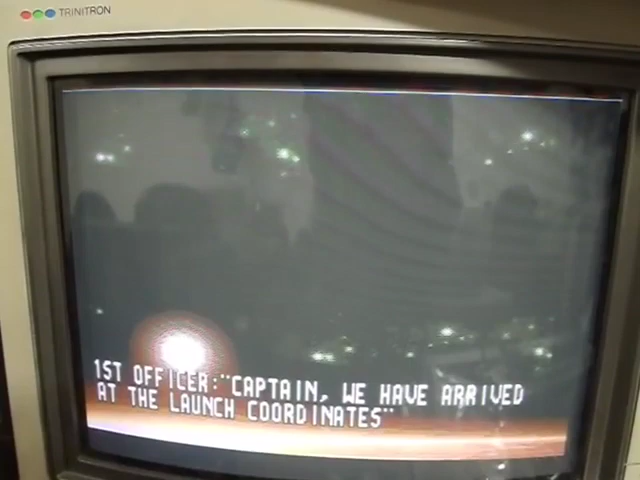 TRINITRON
1ST OFFICER:"CAPTAIN, WE HAVE ARRIVED
AT THE LAUNCH COORDINATES"